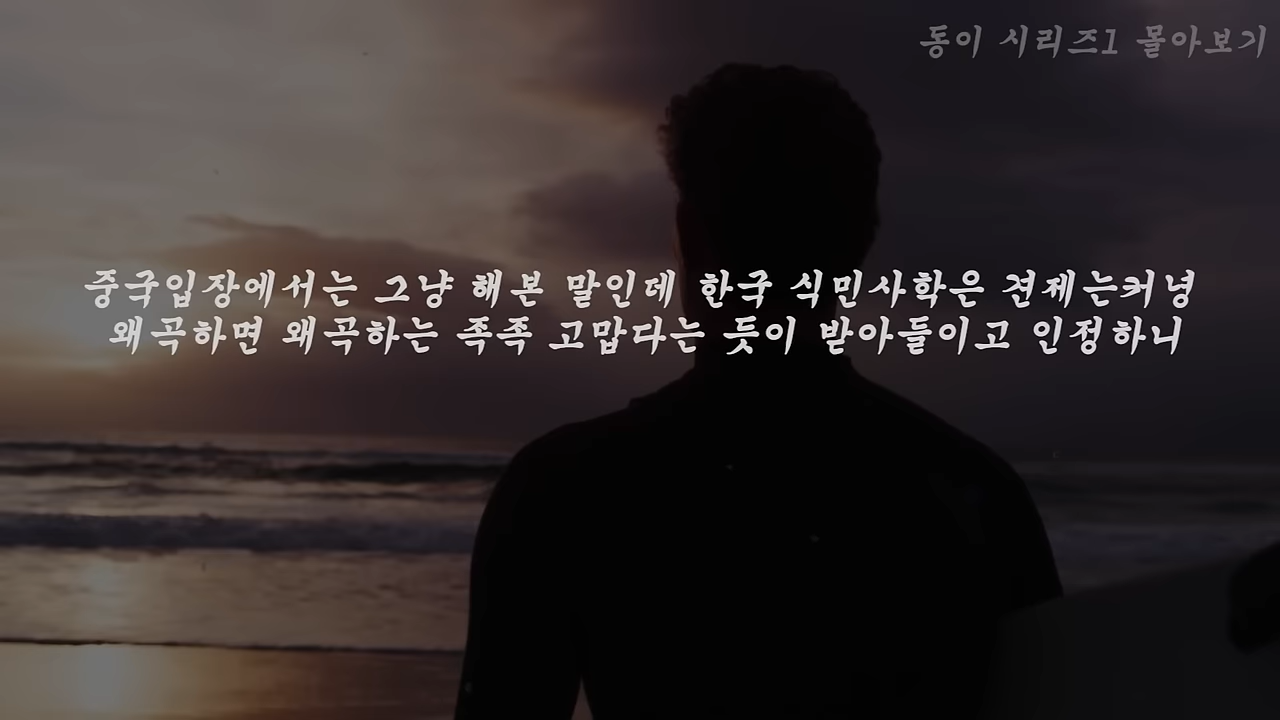 동이 시리즈1 몰아보기
중국입장에서는 그냥 해본 말인데 한국 식민사학은 견제는커녕
왜곡하면 왜곡하는 족족 고맙다는 듯이 받아들이고 인정하니